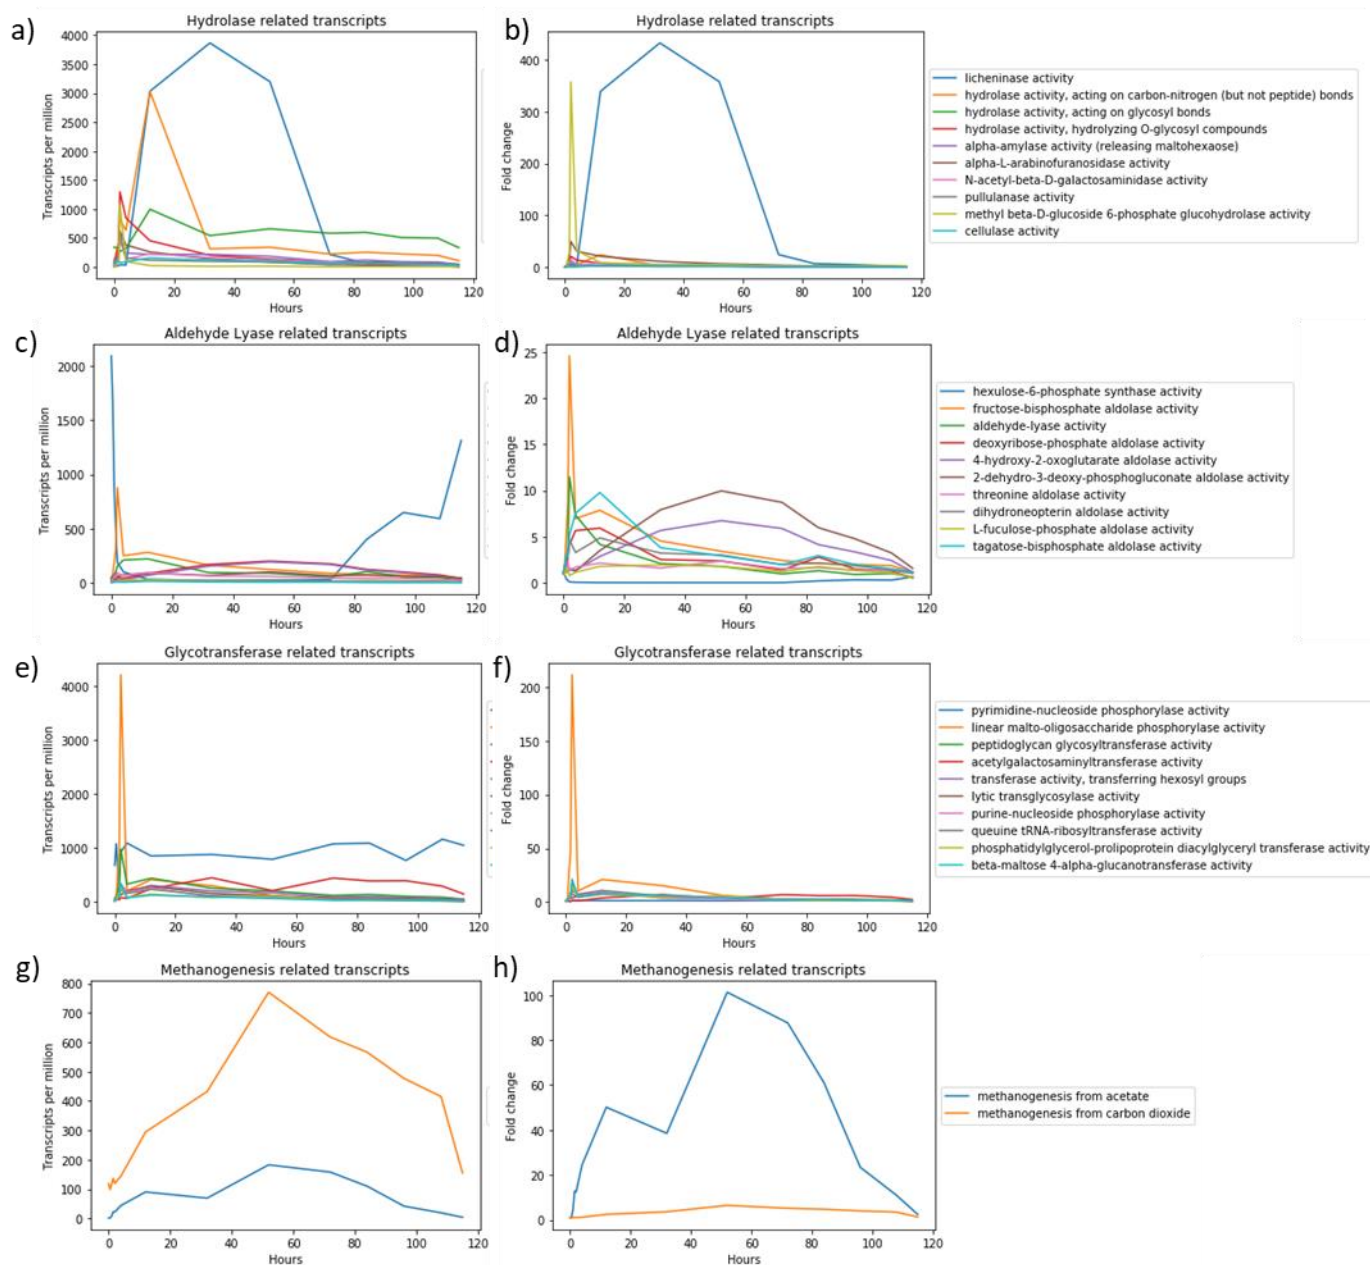 a)
Hydrolase related transcripts
4000
3500
3000
2500
2000
1500
1000
500
0
Transcripts per million
0 20 40 60 80 100 120
Hours
b)
Hydrolase related transcripts
400
300
200
100
0
Fold change
0 20 40 60 80 100 120
Hours
licheninase activity
hydrolase activity, acting on carbon-nitrogen (but not peptide) bonds
hydrolase activity, acting on glycosyl bonds
hydrolase activity, hydrolyzing O-glycosyl compounds
alpha-amylase activity (releasing maltohexaose)
alpha-L-arabinofuranosidase activity
N-acetyl-beta-D-galactosaminidase activity
pullulanase activity
methyl beta-D-glucoside 6-phosphate glucohydrolase activity
cellulase activity
c)
Aldehyde Lyase related transcripts
2000
1500
1000
500
0
Transcripts per million
0 20 40 60 80 100 120
Hours
d)
Aldehyde Lyase related transcripts
25
20
15
10
5
0
Fold change
0 20 40 60 80 100 120
Hours
hexulose-6-phosphate synthase activity
fructose-bisphosphate aldolase activity
aldehyde-lyase activity
deoxyribose-phosphate aldolase activity
4-hydroxy-2-oxoglutarate aldolase activity
2-dehydro-3-deoxy-phosphogluconate aldolase activity
threonine aldolase activity
dihydroneopterin aldolase activity
L-fuculose-phosphate aldolase activity
tagatose-bisphosphate aldolase activity
e)
Glycotransferase related transcripts
4000
3000
2000
1000
0
Transcripts per million
0 20 40 60 80 100 120
Hours
f)
Glycotransferase related transcripts
200
150
100
50
0
Fold change
0 20 40 60 80 100 120
Hours
pyrimidine-nucleoside phosphorylase activity
linear malto-oligosaccharide phosphorylase activity
peptidoglycan glycosyltransferase activity
acetylgalactosaminyltransferase activity
transferase activity, transferring hexosyl groups
lytic transglycosylase activity
purine-nucleoside phosphorylase activity
queuine tRNA-ribosyltransferase activity
phosphatidylglycerol-prolipoprotein diacylglyceryl transferase activity
beta-maltose 4-alpha-glucanotransferase activity
g)
Methanogenesis related transcripts
800
700
600
500
400
300
200
100
0
Transcripts per million
0 20 40 60 80 100 120
Hours
h)
Methanogenesis related transcripts
100
80
60
40
20
0
Fold change
0 20 40 60 80 100 120
Hours
methanogenesis from acetate
methanogenesis from carbon dioxide